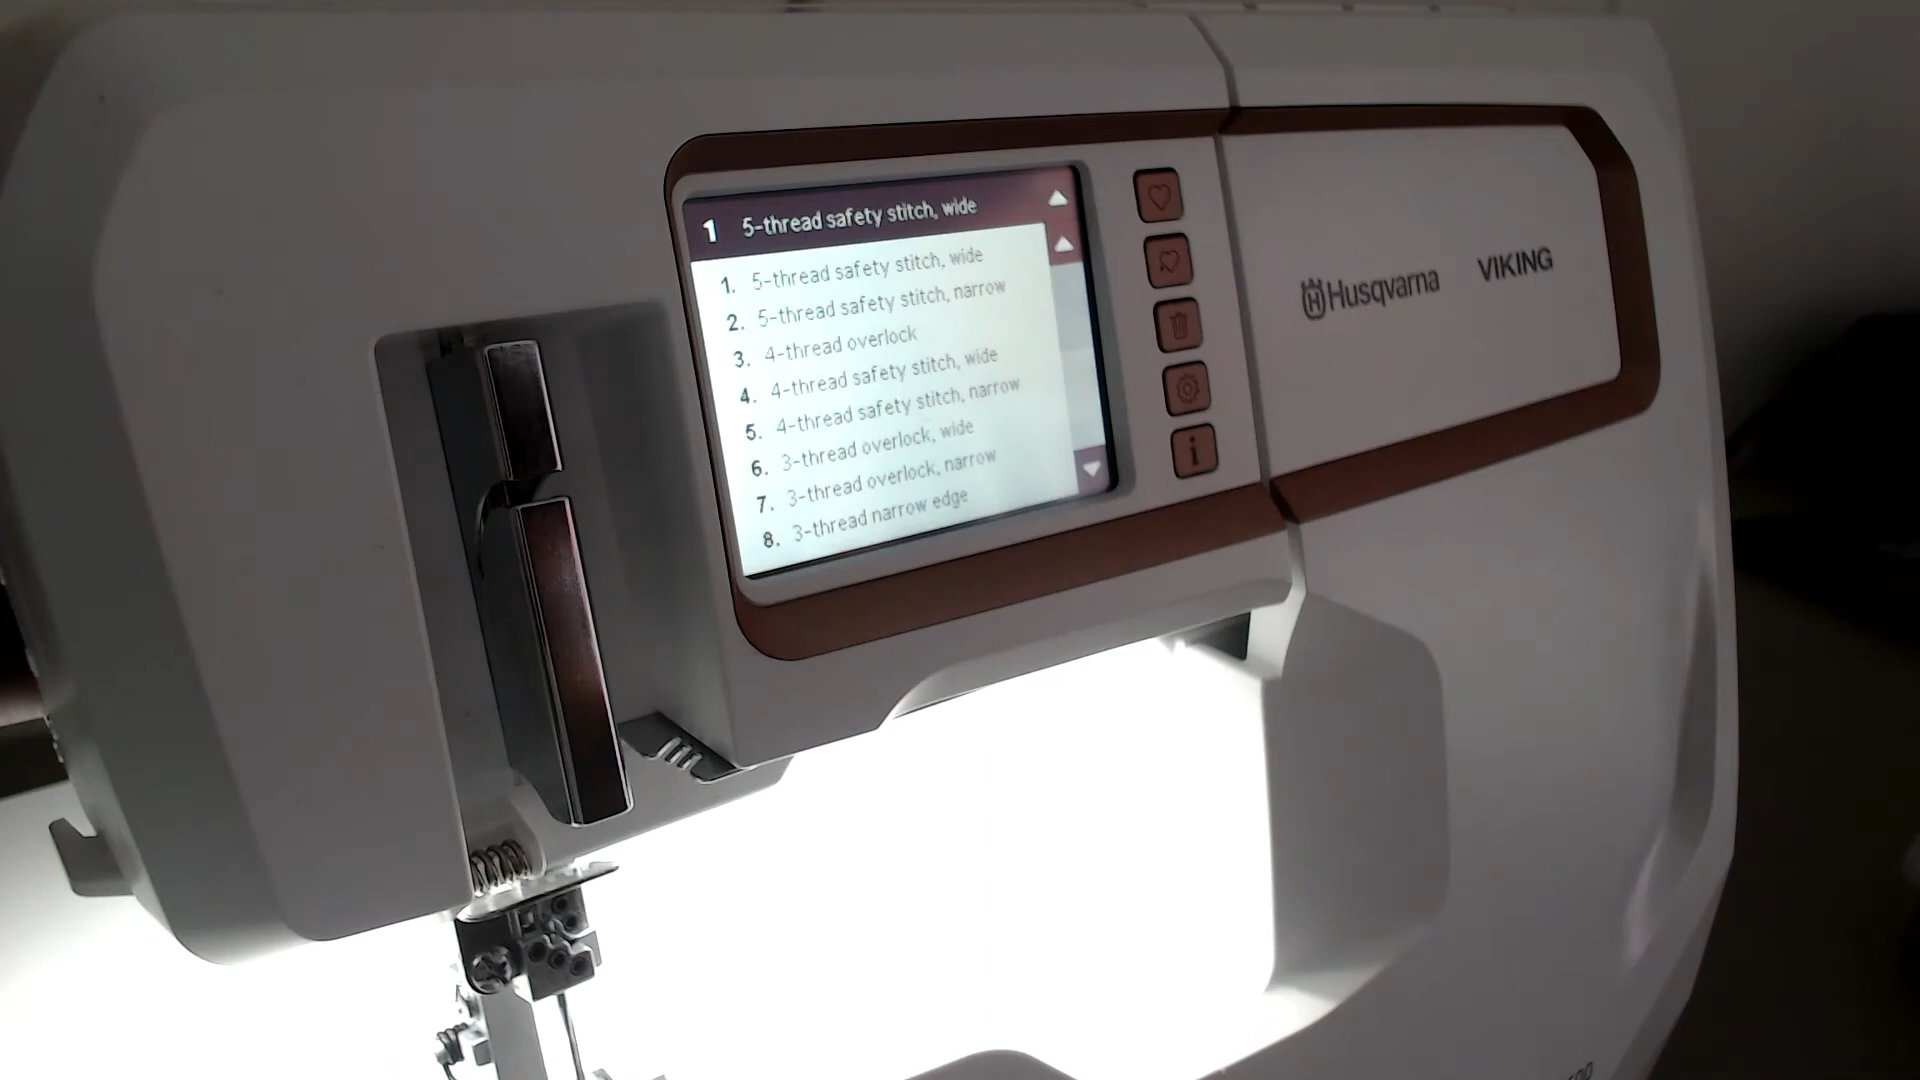 1 5-thread safety stitch, wide
1. 5-thread safety stitch, wide
2. 5-thread safety stitch, narrow
3. 4-thread overlock
4. 4-thread safety stitch, wide
5. 4-thread safety stitch, narrow
6. 3-thread overlock, wide
7. 3-thread overlock, narrow
8. 3-thread narrow edge
i
Husqvarna VIKING